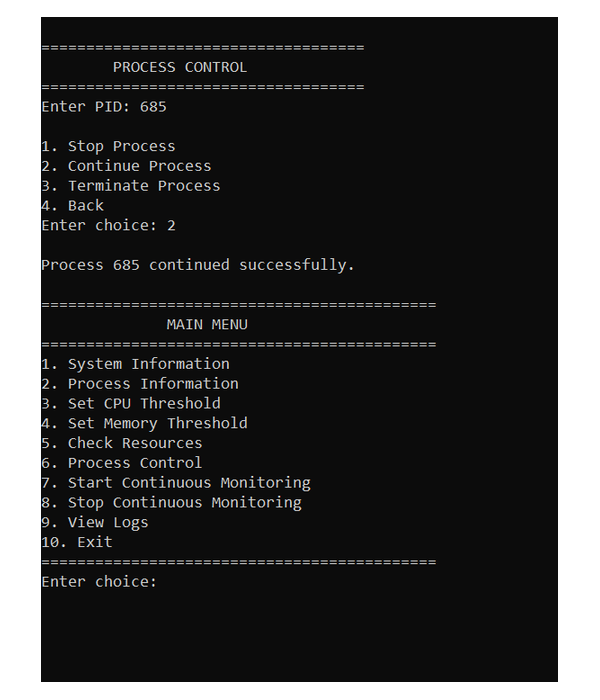 ====================================
        PROCESS CONTROL
====================================
Enter PID: 685

1. Stop Process
2. Continue Process
3. Terminate Process
4. Back
Enter choice: 2

Process 685 continued successfully.

============================================
              MAIN MENU
============================================
1. System Information
2. Process Information
3. Set CPU Threshold
4. Set Memory Threshold
5. Check Resources
6. Process Control
7. Start Continuous Monitoring
8. Stop Continuous Monitoring
9. View Logs
10. Exit
============================================
Enter choice: